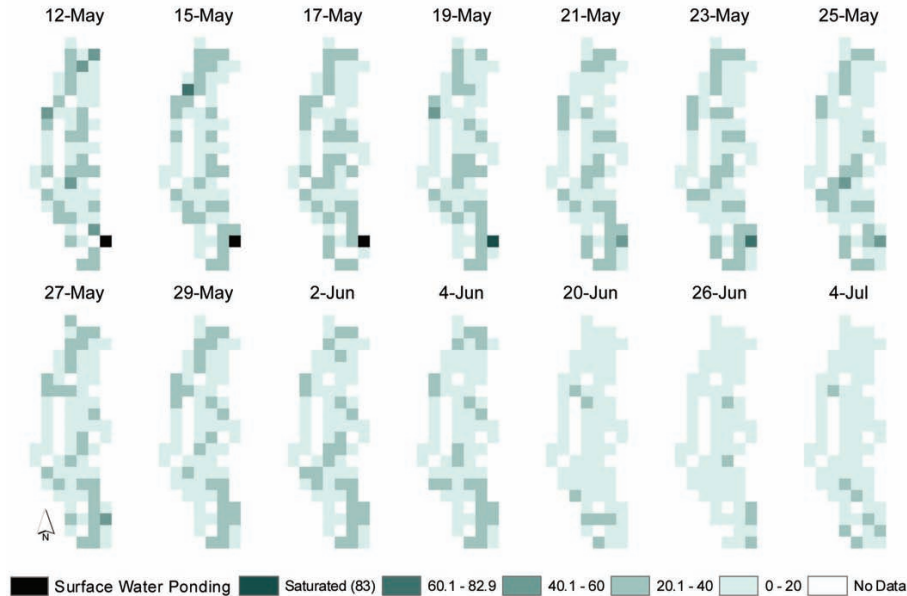 12-May 15-May 17-May 19-May 21-May 23-May 25-May
27-May 29-May 2-Jun 4-Jun 20-Jun 26-Jun 4-Jul
N
Surface Water Ponding Saturated (83) 60.1 - 82.9 40.1 - 60 20.1 - 40 0 - 20 No Data